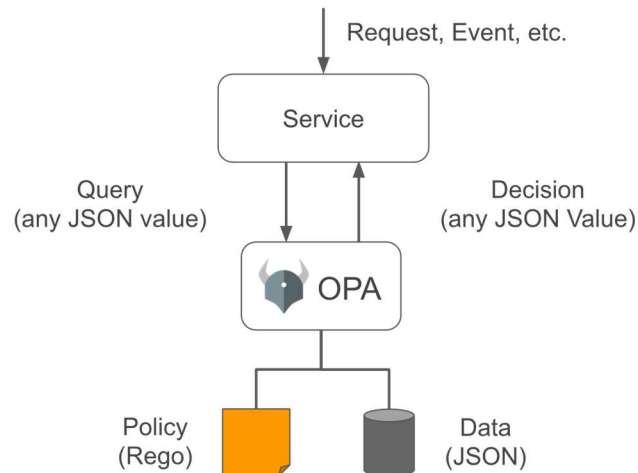 Request, Event, etc.
Service
Query
(any JSON value)
Decision
(any JSON Value)
OPA
Policy
(Rego)
Data
(JSON)